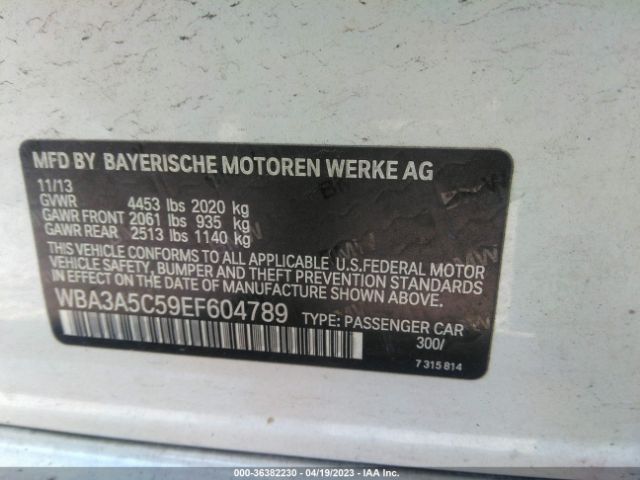 MFD BY BAYERISCHE MOTOREN WERKE AG
11/13
GVWR 4453 lbs 2020 kg
GAWR FRONT 2061 lbs 935 kg
GAWR REAR 2513 lbs 1140 kg
THIS VEHICLE CONFORMS TO ALL APPLICABLE U.S.FEDERAL MOTOR
VEHICLE SAFETY, BUMPER AND THEFT PREVENTION STANDARDS
IN EFFECT ON THE DATE OF MANUFACTURE SHOWN ABOVE.
WBA3A5C59EF604789 TYPE: PASSENGER CAR
300/
7 315 814
000-36382230 - 04/19/2023 - IAA Inc.